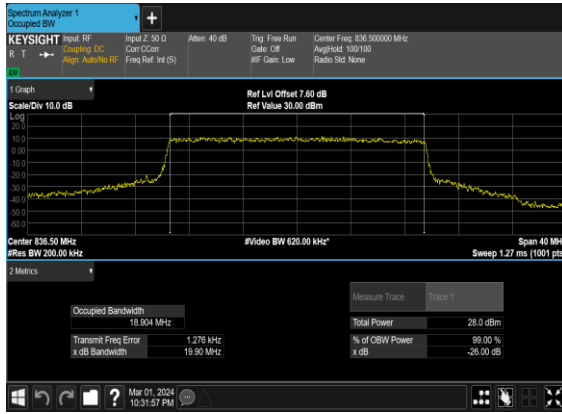 Spectrum Analyzer 1
Occupied BW
+
KEYSIGHT
R T
LXI
Input: RF
Coupling: DC
Align: Auto/No RF
Input Z: 50 Ω
Corr CCorr
Freq Ref: Int (S)
Atten: 40 dB
Trig: Free Run
Gate: Off
#IF Gain: Low
Center Freq: 836.500000 MHz
Avg|Hold: 100/100
Radio Std: None
1 Graph
Scale/Div 10.0 dB
Ref Lvl Offset 7.60 dB
Ref Value 30.00 dBm
Log
20.0
10.0
0.00
-10.0
-20.0
-30.0
-40.0
-50.0
-60.0
Center 836.50 MHz
#Res BW 200.00 kHz
#Video BW 620.00 kHz*
Span 40 MH
Sweep 1.27 ms (1001 pts
2 Metrics
Measure Trace
Trace 1
Occupied Bandwidth
18.904 MHz
Total Power 28.0 dBm
Transmit Freq Error 1.276 kHz
% of OBW Power 99.00 %
x dB Bandwidth 19.90 MHz
x dB -26.00 dB
?
Mar 01, 2024
10:31:57 PM